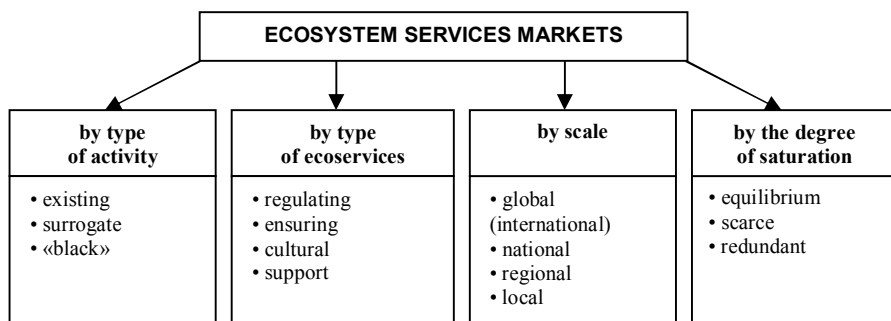 ECOSYSTEM SERVICES MARKETS
by type
of activity
• existing
• surrogate
• «black»
by type
of ecoservices
• regulating
• ensuring
• cultural
• support
by scale
• global
(international)
• national
• regional
• local
by the degree
of saturation
• equilibrium
• scarce
• redundant